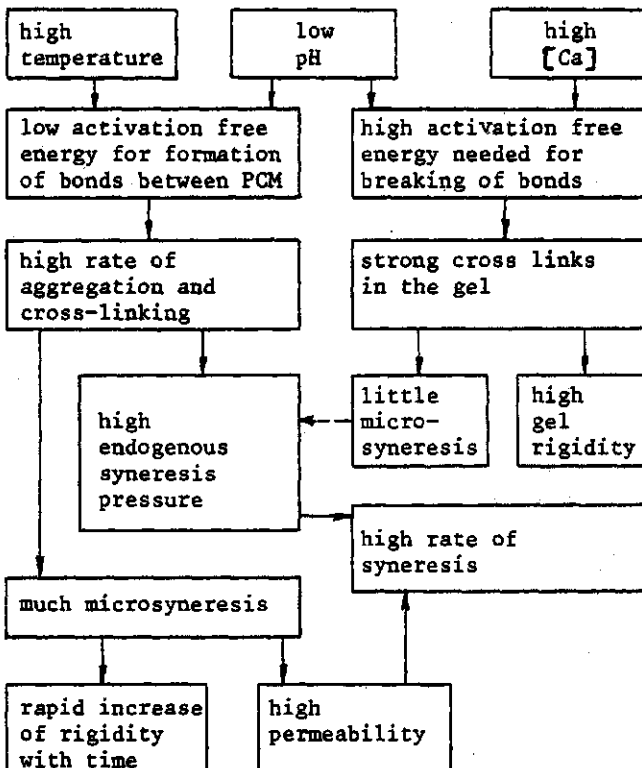 high
temperature
low
pH
high
[Ca]
low activation free
energy for formation
of bonds between PCM
high activation free
energy needed for
breaking of bonds
high rate of
aggregation and
cross-linking
strong cross links
in the gel
high
endogenous
syneresis
pressure
little
micro-
syneresis
high
gel
rigidity
high rate of
syneresis
much microsyneresis
rapid increase
of rigidity
with time
high
permeability